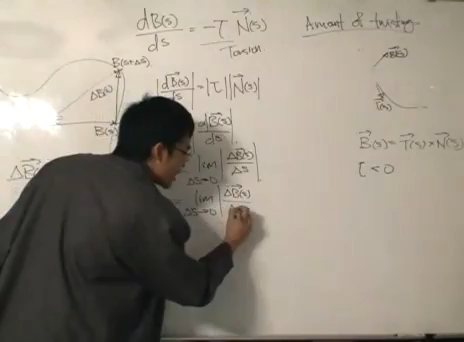 dB⃗(s)/ds = -τ N⃗(s)
Torsion
Amount of twisting
B(s+Δs)
ΔB(s)
B(s)
|dB⃗(s)/ds| = |τ||N⃗(s)|
dB⃗(s)/ds
lim Δs→0 |ΔB⃗(s)/Δs|
= lim Δs→0 |ΔB⃗(s)
ΔB⃗
B⃗(s)
T⃗(s)
B⃗(s) = T⃗(s) × N⃗(s)
τ < 0